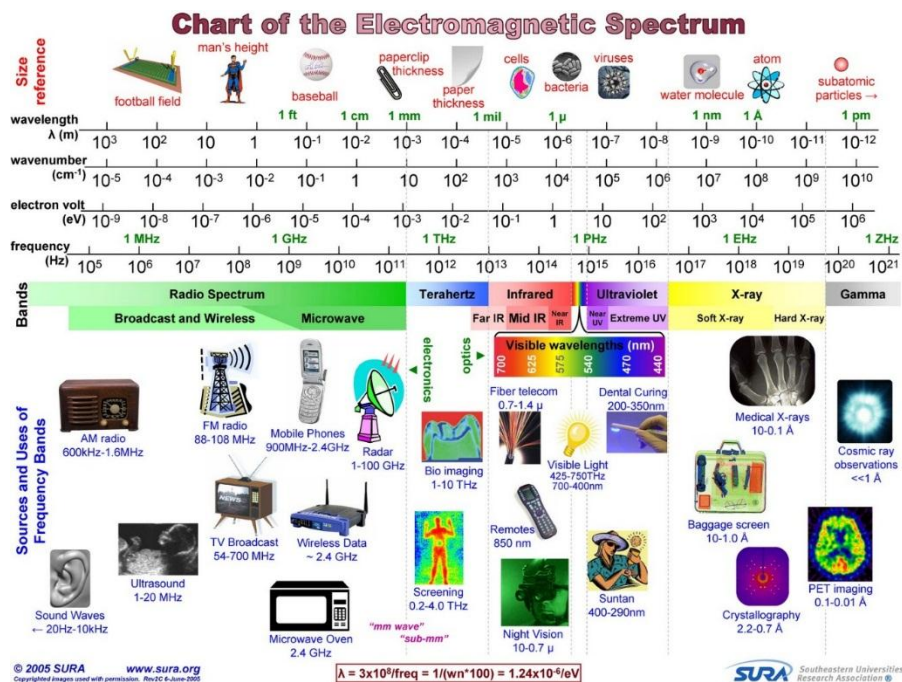 Chart of the Electromagnetic Spectrum
Size reference
football field
man's height
baseball
paperclip thickness
paper thickness
cells
bacteria
viruses
water molecule
atom
subatomic particles →
wavelength λ (m)
1 ft 1 cm 1 mm 1 mil 1 µ 1 nm 1 Å 1 pm
10³ 10² 10 1 10⁻¹ 10⁻² 10⁻³ 10⁻⁴ 10⁻⁵ 10⁻⁶ 10⁻⁷ 10⁻⁸ 10⁻⁹ 10⁻¹⁰ 10⁻¹¹ 10⁻¹²
wavenumber (cm⁻¹)
10⁻⁵ 10⁻⁴ 10⁻³ 10⁻² 10⁻¹ 1 10 10² 10³ 10⁴ 10⁵ 10⁶ 10⁷ 10⁸ 10⁹ 10¹⁰
electron volt (eV)
10⁻⁹ 10⁻⁸ 10⁻⁷ 10⁻⁶ 10⁻⁵ 10⁻⁴ 10⁻³ 10⁻² 10⁻¹ 1 10 10² 10³ 10⁴ 10⁵ 10⁶
frequency (Hz)
1 MHz 1 GHz 1 THz 1 PHz 1 EHz 1 ZHz
10⁵ 10⁶ 10⁷ 10⁸ 10⁹ 10¹⁰ 10¹¹ 10¹² 10¹³ 10¹⁴ 10¹⁵ 10¹⁶ 10¹⁷ 10¹⁸ 10¹⁹ 10²⁰ 10²¹
Bands
Radio Spectrum
Terahertz
Infrared
Ultraviolet
X-ray
Gamma
Broadcast and Wireless
Microwave
Far IR
Mid IR
Near IR
Near UV
Extreme UV
Soft X-ray
Hard X-ray
electronics
optics
Visible wavelengths (nm)
700 625 575 540 470 440
Sources and Uses of Frequency Bands
AM radio
600kHz-1.6MHz
FM radio
88-108 MHz
Mobile Phones
900MHz-2.4GHz
Radar
1-100 GHz
Bio imaging
1-10 THz
Fiber telecom
0.7-1.4 µ
Visible Light
425-750THz
700-400nm
Dental Curing
200-350nm
Medical X-rays
10-0.1 Å
Cosmic ray
observations
<<1 Å
Sound Waves
← 20Hz-10kHz
Ultrasound
1-20 MHz
NEWS
TV Broadcast
54-700 MHz
Wireless Data
~ 2.4 GHz
Microwave Oven
2.4 GHz
Screening
0.2-4.0 THz
"mm wave"
"sub-mm"
Remotes
850 nm
Night Vision
10-0.7 µ
Suntan
400-290nm
Baggage screen
10-1.0 Å
Crystallography
2.2-0.7 Å
PET imaging
0.1-0.01 Å
© 2005 SURA www.sura.org
Copyrighted images used with permission. Rev2C 6-June-2005
λ = 3x10⁸/freq = 1/(wn*100) = 1.24x10⁻⁶/eV
SURA
Southeastern Universities
Research Association ®